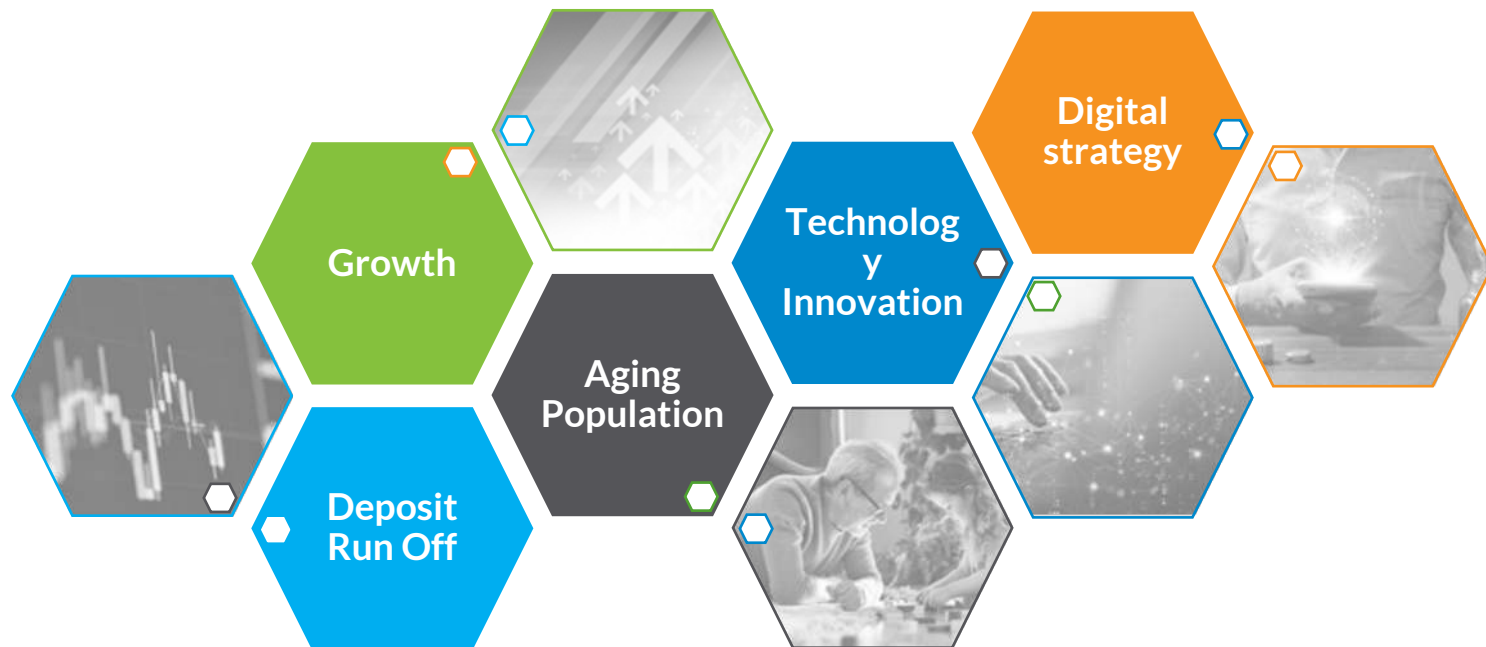 Growth
Deposit
Run Off
Aging
Population
Technolog
y
Innovation
Digital
strategy